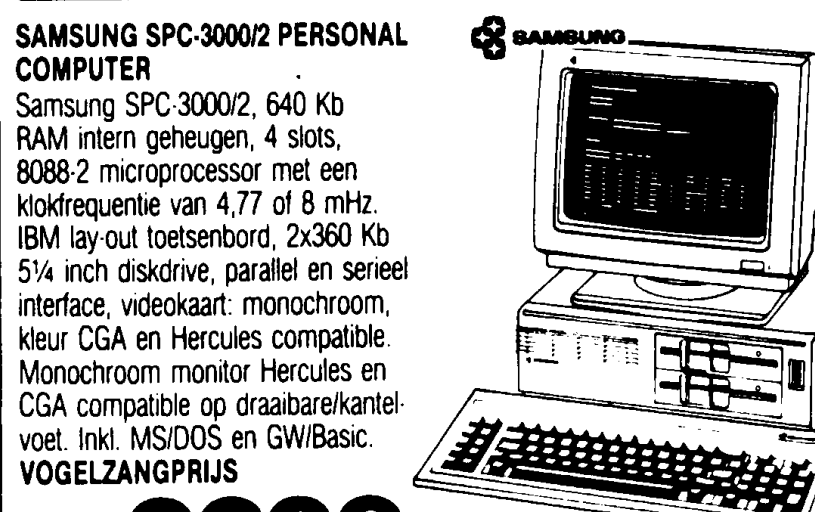 SAMSUNG SPC-3000/2 PERSONAL
COMPUTER
Samsung SPC-3000/2, 640 Kb
RAM intern geheugen, 4 slots,
8088-2 microprocessor met een
klokfrequentie van 4,77 of 8 mHz.
IBM lay-out toetsenbord, 2x360 Kb
5¼ inch diskdrive, parallel en serieel
interface, videokaart: monochroom,
kleur CGA en Hercules compatible.
Monochroom monitor Hercules en
CGA compatible op draaibare/kantel-
voet. Inkl. MS/DOS en GW/Basic.
VOGELZANGPRIJS
SAMSUNG